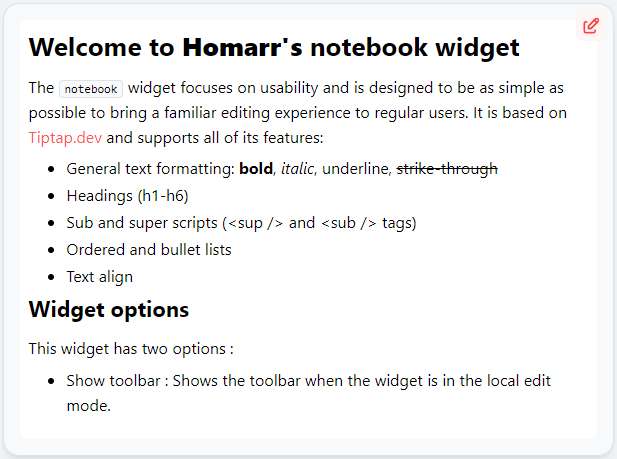 Welcome to Homarr's notebook widget
The notebook widget focuses on usability and is designed to be as simple as
possible to bring a familiar editing experience to regular users. It is based on
Tiptap.dev and supports all of its features:
• General text formatting: bold, italic, underline, strike-through
• Headings (h1-h6)
• Sub and super scripts (<sup /> and <sub /> tags)
• Ordered and bullet lists
• Text align
Widget options
This widget has two options :
• Show toolbar : Shows the toolbar when the widget is in the local edit
mode.